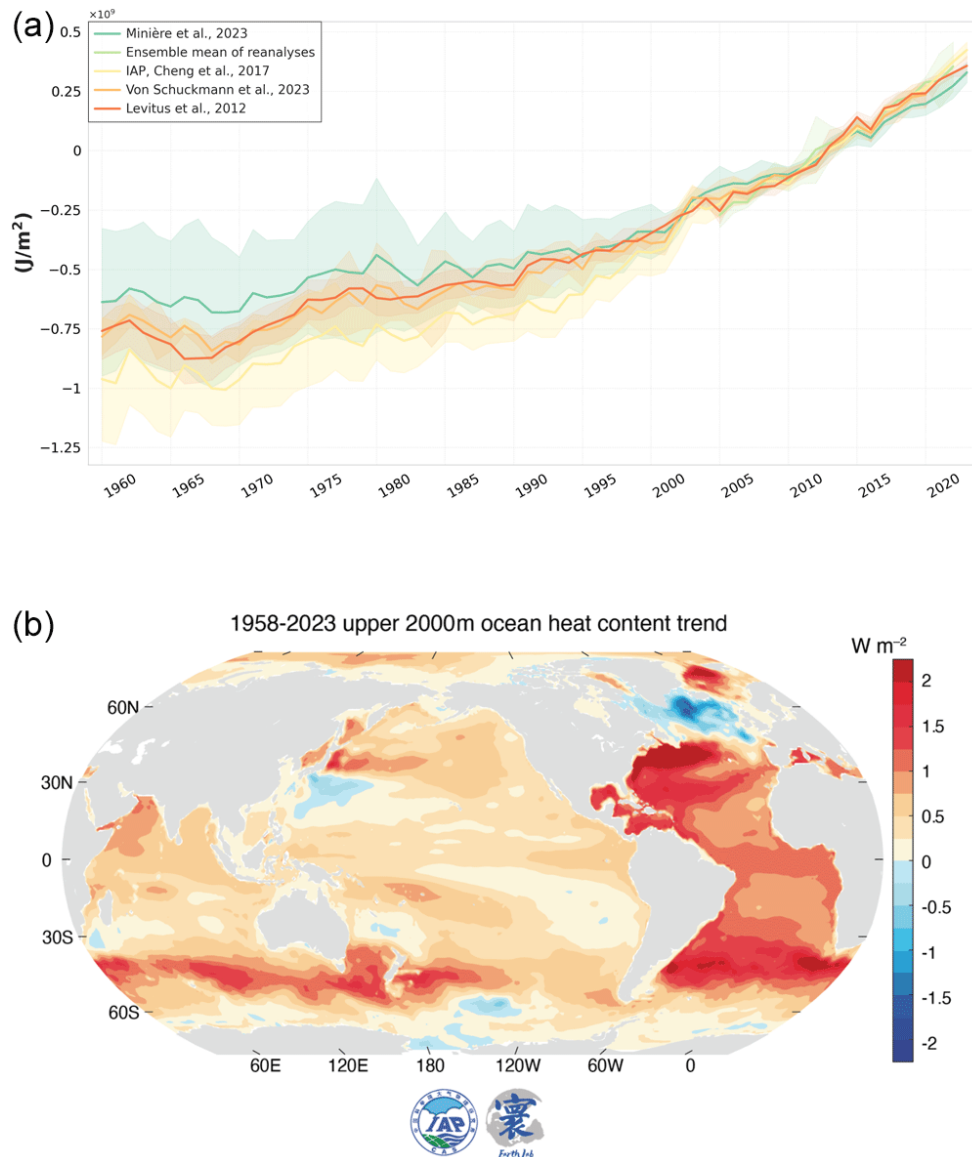 (a)
×10⁹
Minière et al., 2023
Ensemble mean of reanalyses
IAP, Cheng et al., 2017
Von Schuckmann et al., 2023
Levitus et al., 2012
0.5
0.25
0
−0.25
−0.5
−0.75
−1
−1.25
(J/m²)
1960 1965 1970 1975 1980 1985 1990 1995 2000 2005 2010 2015 2020
(b)
1958-2023 upper 2000m ocean heat content trend
W m⁻²
60N
30N
0
30S
60S
60E 120E 180 120W 60W 0
2
1.5
1
0.5
0
-0.5
-1
-1.5
-2
IAP
CAS
寰
Earth Lab